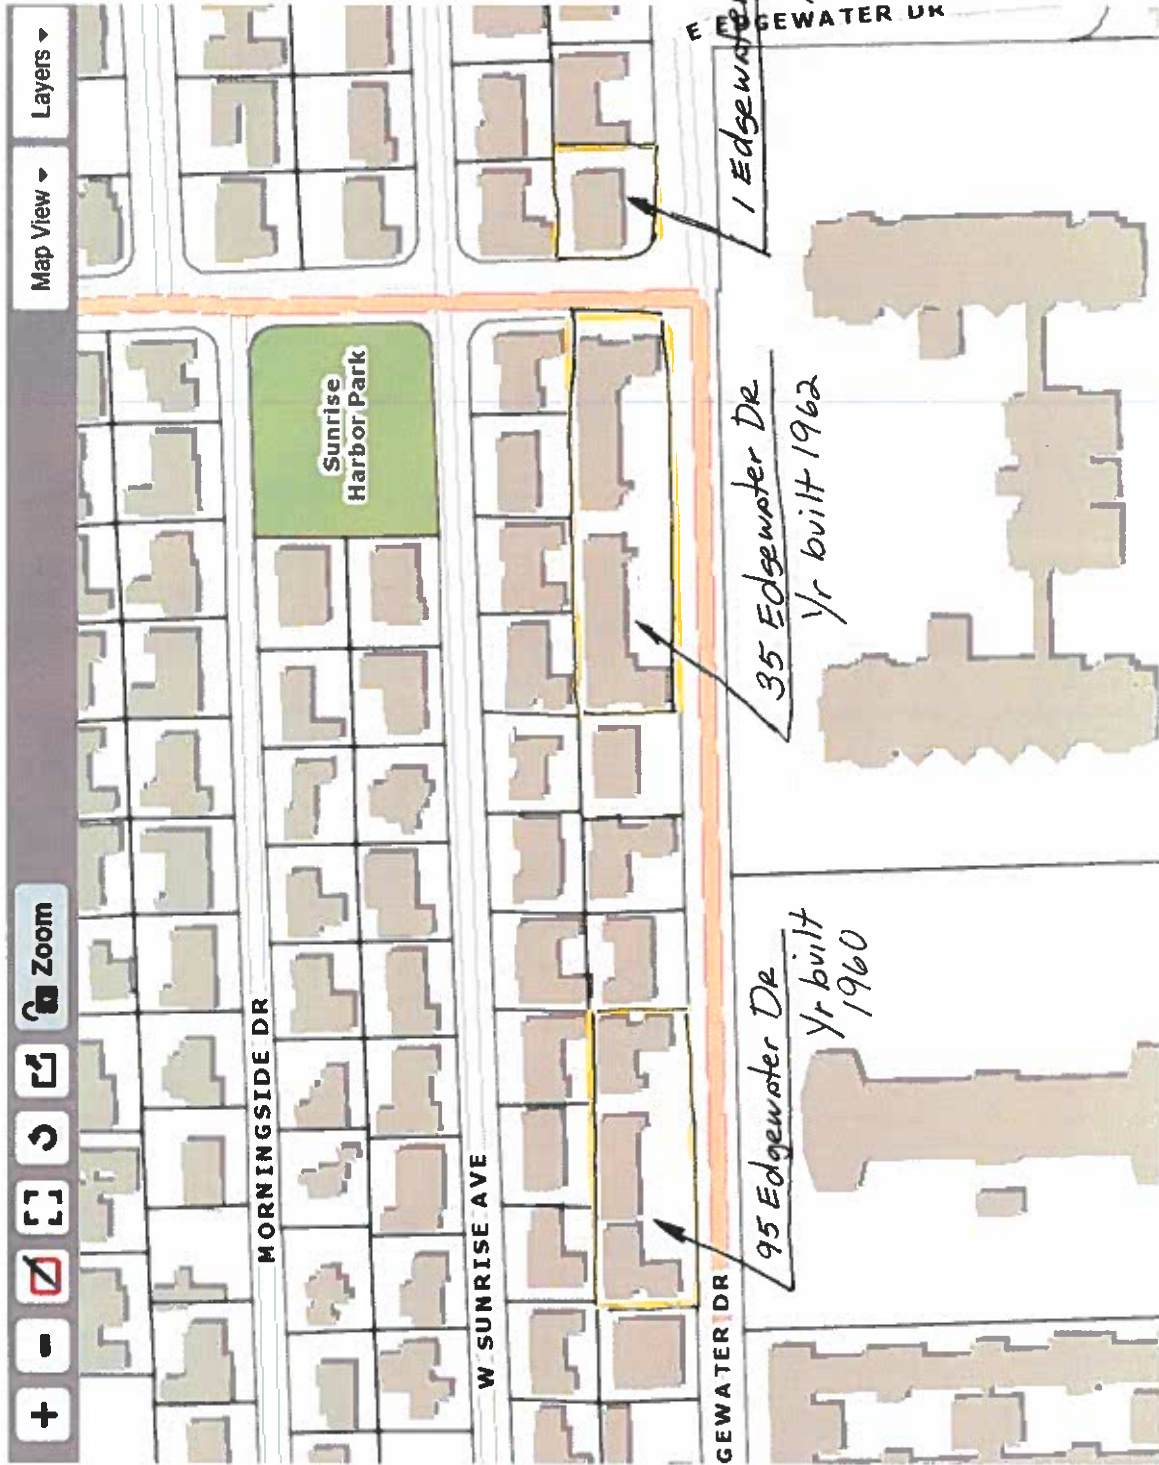 Zoom
Map View
Layers
MORNINGSIDE DR
Sunrise
Harbor Park
W SUNRISE AVE
GEWATER DR
E EDGEWATER DR
95 Edgewater DR
Yr built
1960
35 Edgewater DR
Yr built 1962
1 Edgewater